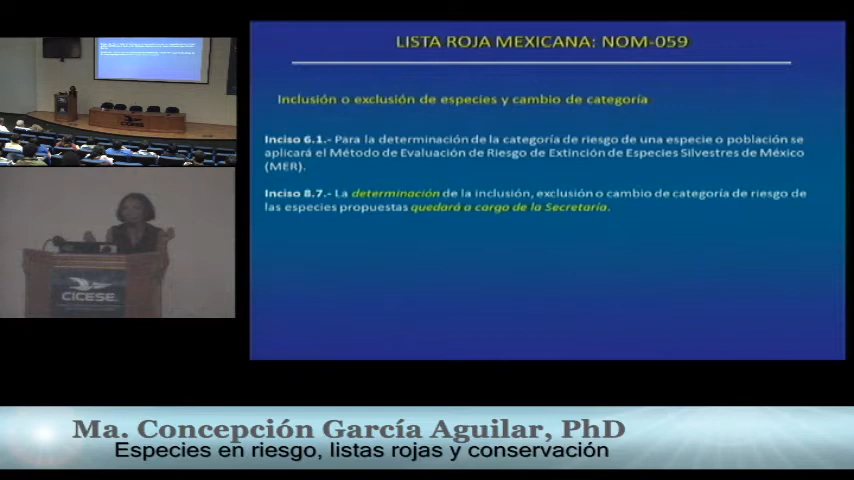 LISTA ROJA MEXICANA: NOM-059
Inclusión o exclusión de especies y cambio de categoría
Inciso 6.1.- Para la determinación de la categoría de riesgo de una especie o población se
aplicará el Método de Evaluación de Riesgo de Extinción de Especies Silvestres de México
(MER).
Inciso 8.7.- La determinación de la inclusión, exclusión o cambio de categoría de riesgo de
las especies propuestas quedará a cargo de la Secretaría.
CICESE
Ma. Concepción García Aguilar, PhD
Especies en riesgo, listas rojas y conservación